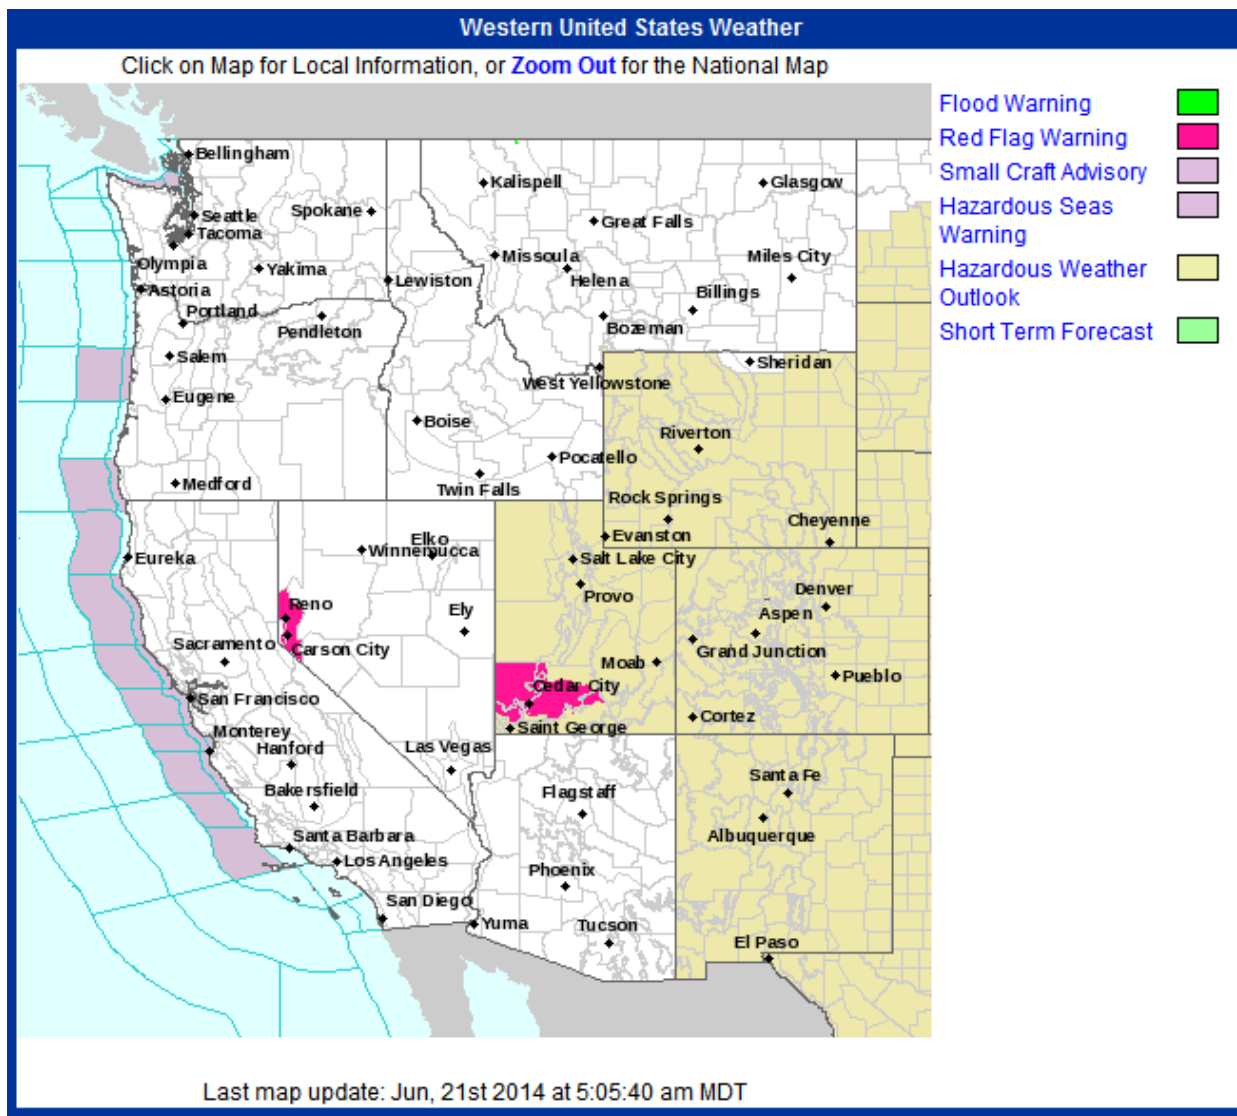 Western United States Weather
Click on Map for Local Information, or Zoom Out for the National Map
Flood Warning
Red Flag Warning
Small Craft Advisory
Hazardous Seas
Warning
Hazardous Weather
Outlook
Short Term Forecast
Bellingham
Kalispell
Glasgow
Seattle
Spokane
Great Falls
Tacoma
Olympia
Yakima
Missoula
Miles City
Lewiston
Helena
Astoria
Billings
Portland
Pendleton
Bozeman
Salem
Sheridan
West Yellowstone
Eugene
Boise
Riverton
Pocatello
Medford
Twin Falls
Rock Springs
Cheyenne
Evanston
Elko
Winnemucca
Eureka
Salt Lake City
Provo
Denver
Reno
Ely
Aspen
Sacramento
Carson City
Grand Junction
Moab
Pueblo
Cedar City
San Francisco
Cortez
Saint George
Monterey
Hanford
Las Vegas
Santa Fe
Bakersfield
Flagstaff
Albuquerque
Santa Barbara
Los Angeles
Phoenix
San Diego
Yuma
Tucson
El Paso
Last map update: Jun, 21st 2014 at 5:05:40 am MDT